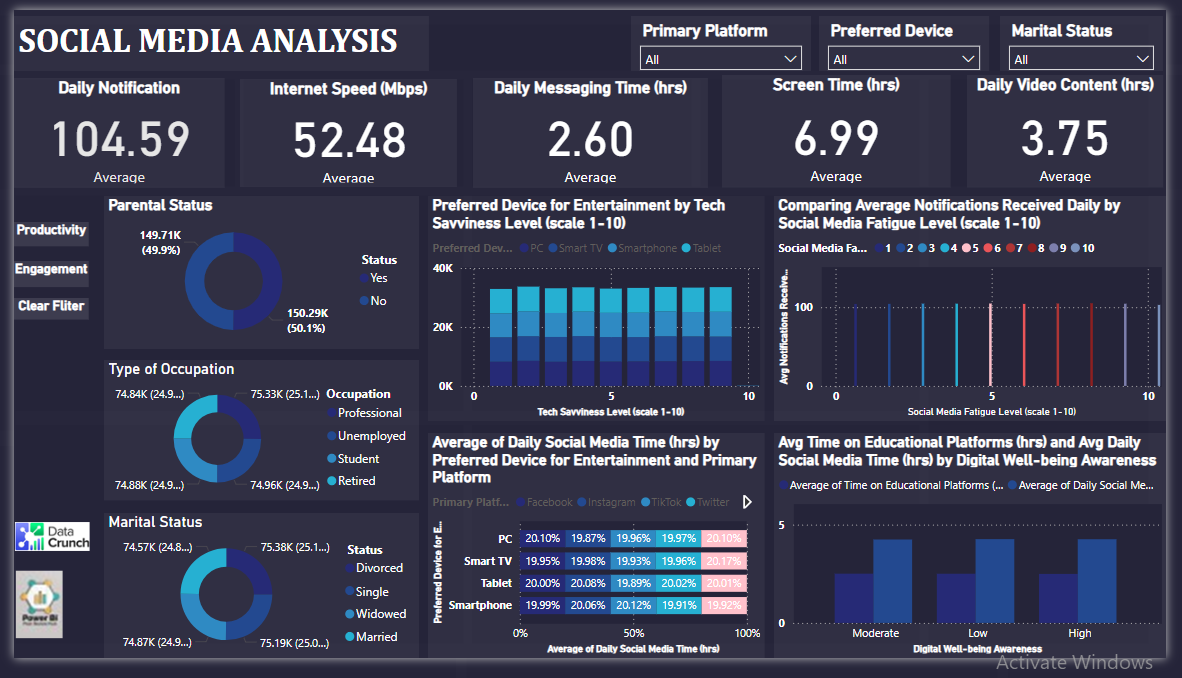 SOCIAL MEDIA ANALYSIS
Primary Platform
All
Preferred Device
All
Marital Status
All
Daily Notification
104.59
Average
Internet Speed (Mbps)
52.48
Average
Daily Messaging Time (hrs)
2.60
Average
Screen Time (hrs)
6.99
Average
Daily Video Content (hrs)
3.75
Average
Productivity
Engagement
Clear Fliter
Data
Crunch
Power BI
Parental Status
149.71K
(49.9%)
150.29K
(50.1%)
Status
Yes
No
Type of Occupation
74.84K (24.9...)
75.33K (25.1...)
74.88K (24.9...)
74.96K (24.9...)
Occupation
Professional
Unemployed
Student
Retired
Marital Status
74.57K (24.8...)
75.38K (25.1...)
74.87K (24.9...)
75.19K (25.0...)
Status
Divorced
Single
Widowed
Married
Preferred Device for Entertainment by Tech
Savviness Level (scale 1-10)
Preferred Dev... PC Smart TV Smartphone Tablet
40K
20K
0K
0 5 10
Tech Savviness Level (scale 1-10)
Comparing Average Notifications Received Daily by
Social Media Fatigue Level (scale 1-10)
Social Media Fa... 1 2 3 4 5 6 7 8 9 10
Avg Notifications Receive...
100
0
0 5 10
Social Media Fatigue Level (scale 1-10)
Average of Daily Social Media Time (hrs) by
Preferred Device for Entertainment and Primary
Platform
Primary Platf... Facebook Instagram TikTok Twitter
Preferred Device for E...
PC 20.10% 19.87% 19.96% 19.97% 20.10%
Smart TV 19.95% 19.98% 19.93% 19.96% 20.17%
Tablet 20.00% 20.08% 19.89% 20.02% 20.01%
Smartphone 19.99% 20.06% 20.12% 19.91% 19.92%
0% 50% 100%
Average of Daily Social Media Time (hrs)
Avg Time on Educational Platforms (hrs) and Avg Daily
Social Media Time (hrs) by Digital Well-being Awareness
Average of Time on Educational Platforms (... Average of Daily Social Me...
5
0
Moderate Low High
Digital Well-being Awareness
Activate Windows